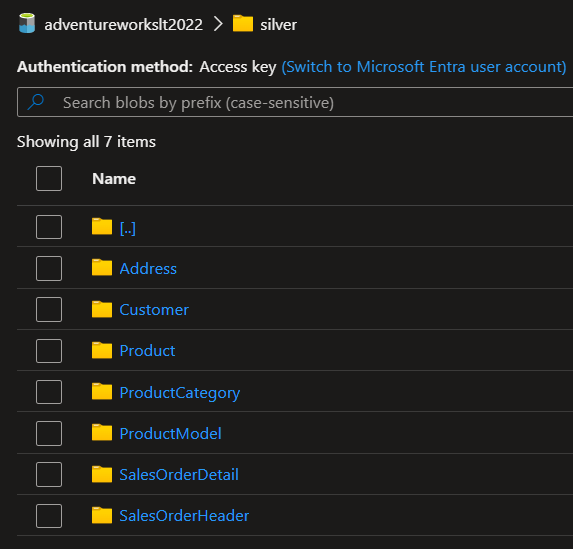 adventureworkslt2022 > silver
Authentication method: Access key (Switch to Microsoft Entra user account)
Search blobs by prefix (case-sensitive)
Showing all 7 items
Name
[..]
Address
Customer
Product
ProductCategory
ProductModel
SalesOrderDetail
SalesOrderHeader